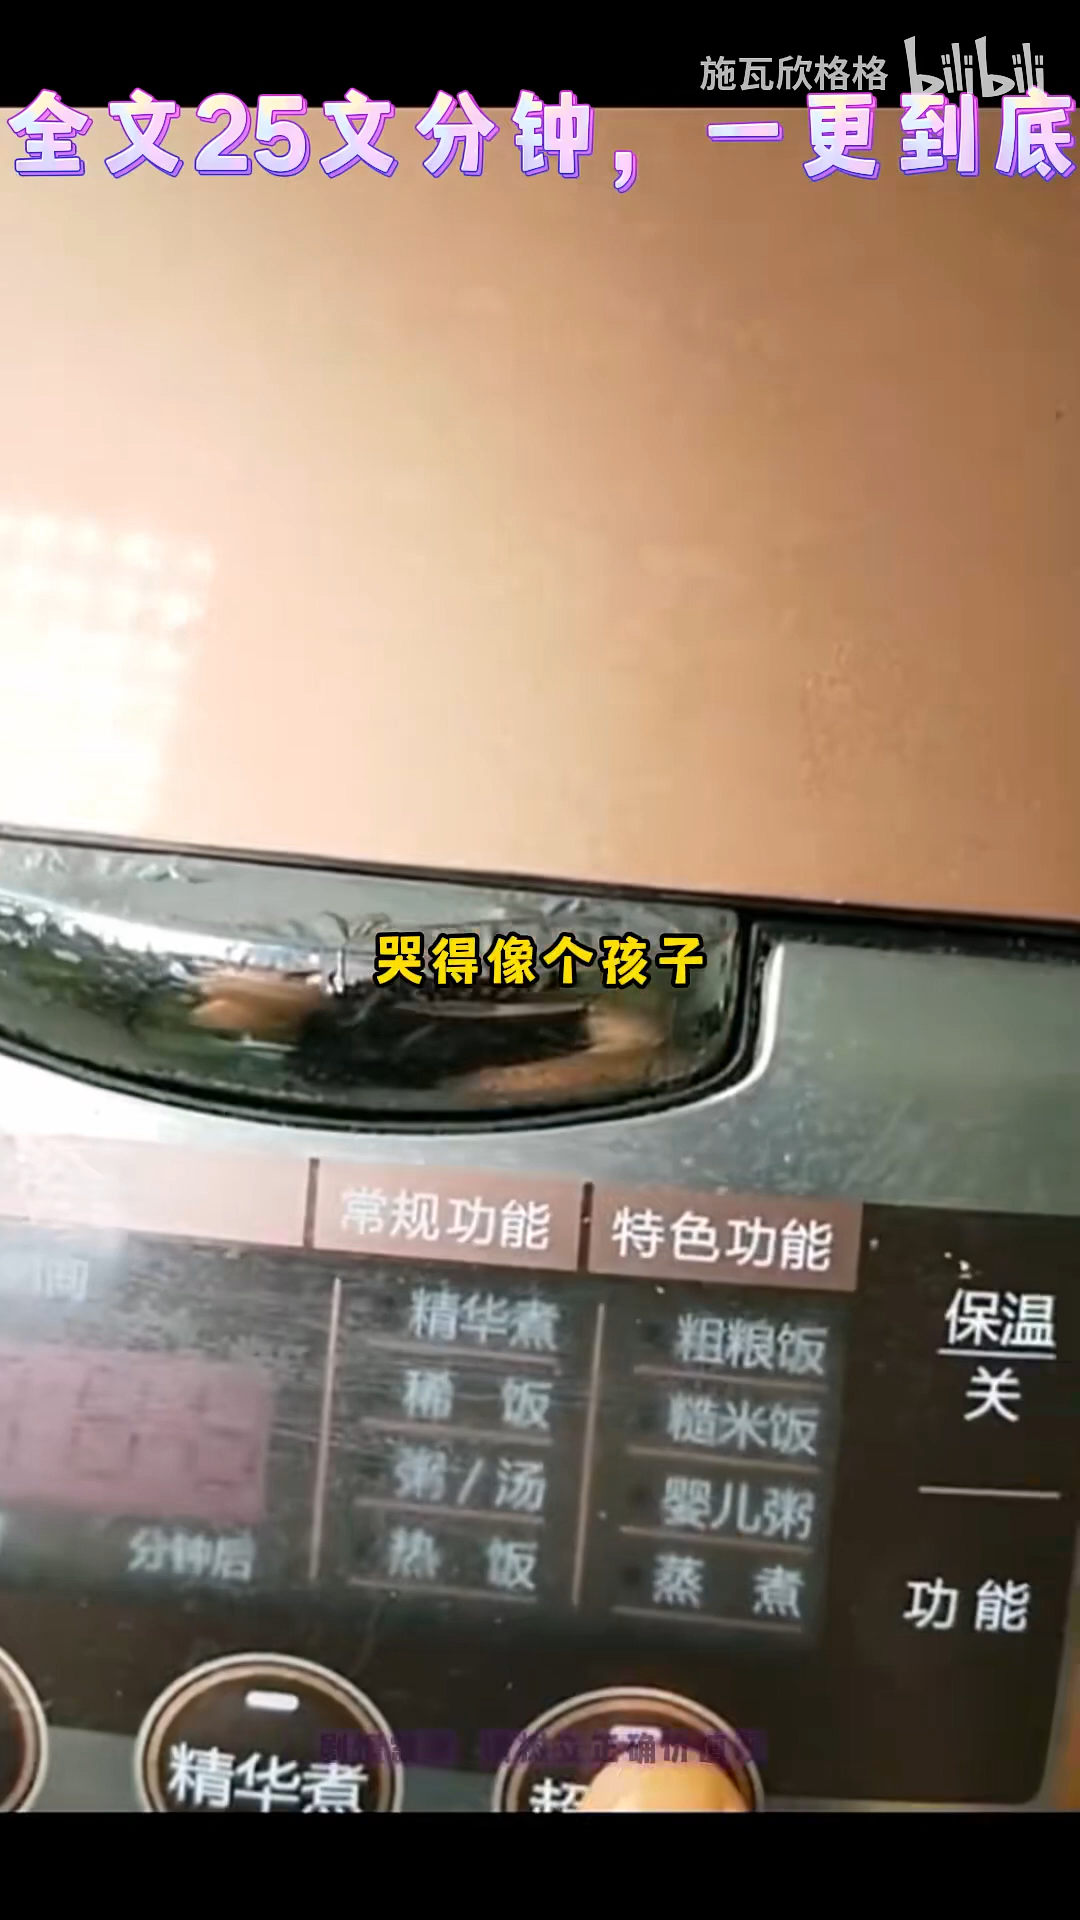 施瓦欣格格 bilibili
全文25文分钟，一更到底
哭得像个孩子
常规功能
特色功能
精华煮
稀 饭
粥/汤
热 饭
粗粮饭
糙米饭
婴儿粥
蒸 煮
保温
关
功能
分钟后
精华煮